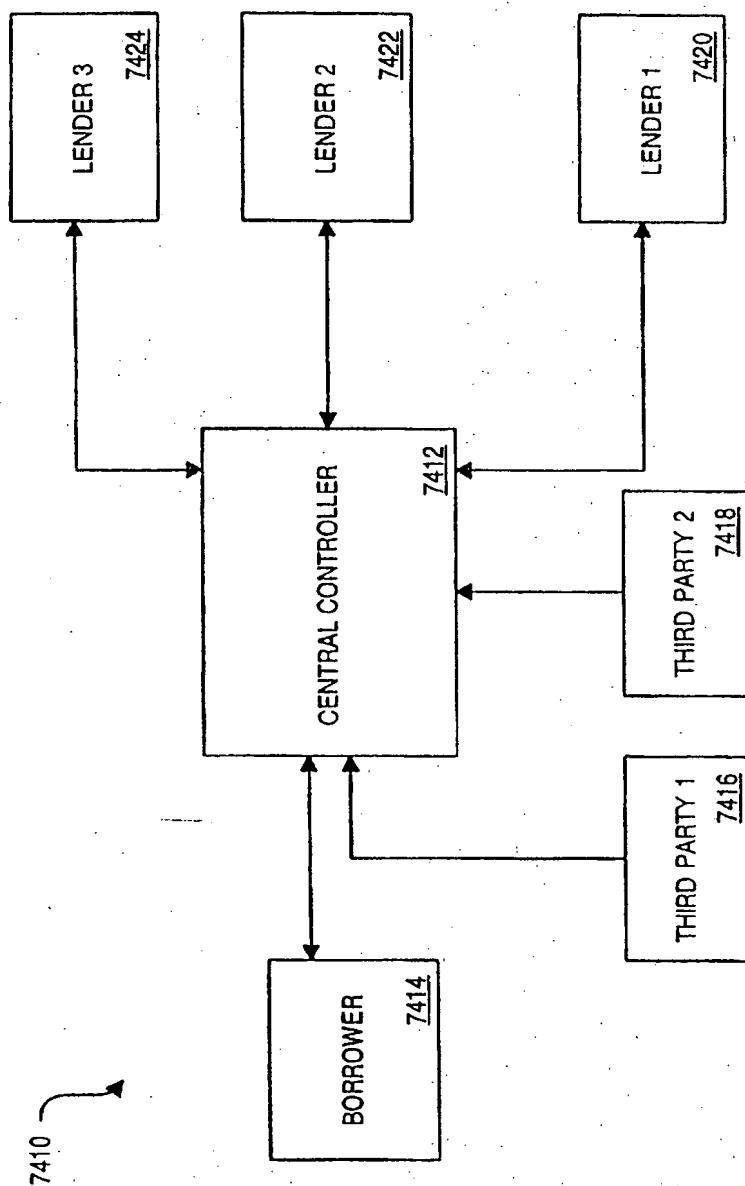 7410
BORROWER
7414
CENTRAL CONTROLLER
7412
LENDER 3
7424
LENDER 2
7422
LENDER 1
7420
THIRD PARTY 1
7416
THIRD PARTY 2
7418